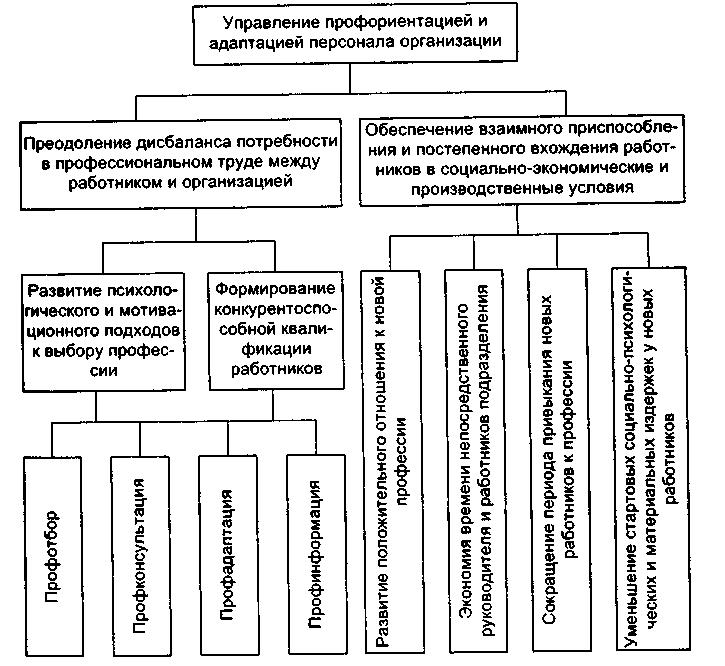 Управление профориентацией и
адаптацией персонала организации
Преодоление дисбаланса потребности
в профессиональном труде между
работником и организацией
Обеспечение взаимного приспособле-
ния и постепенного вхождения работ-
ников в социально-экономические и
производственные условия
Развитие психоло-
гического и мотива-
ционного подходов
к выбору профес-
сии
Формирование
конкурентоспо-
собной квали-
фикации
работников
Профотбор
Профконсультация
Профадаптация
Профинформация
Развитие положительного отношения к новой
профессии
Экономия времени непосредственного
руководителя и работников подразделения
Сокращение периода привыкания новых
работников к профессии
Уменьшение стартовых социально-психологи-
ческих и материальных издержек у новых
работников